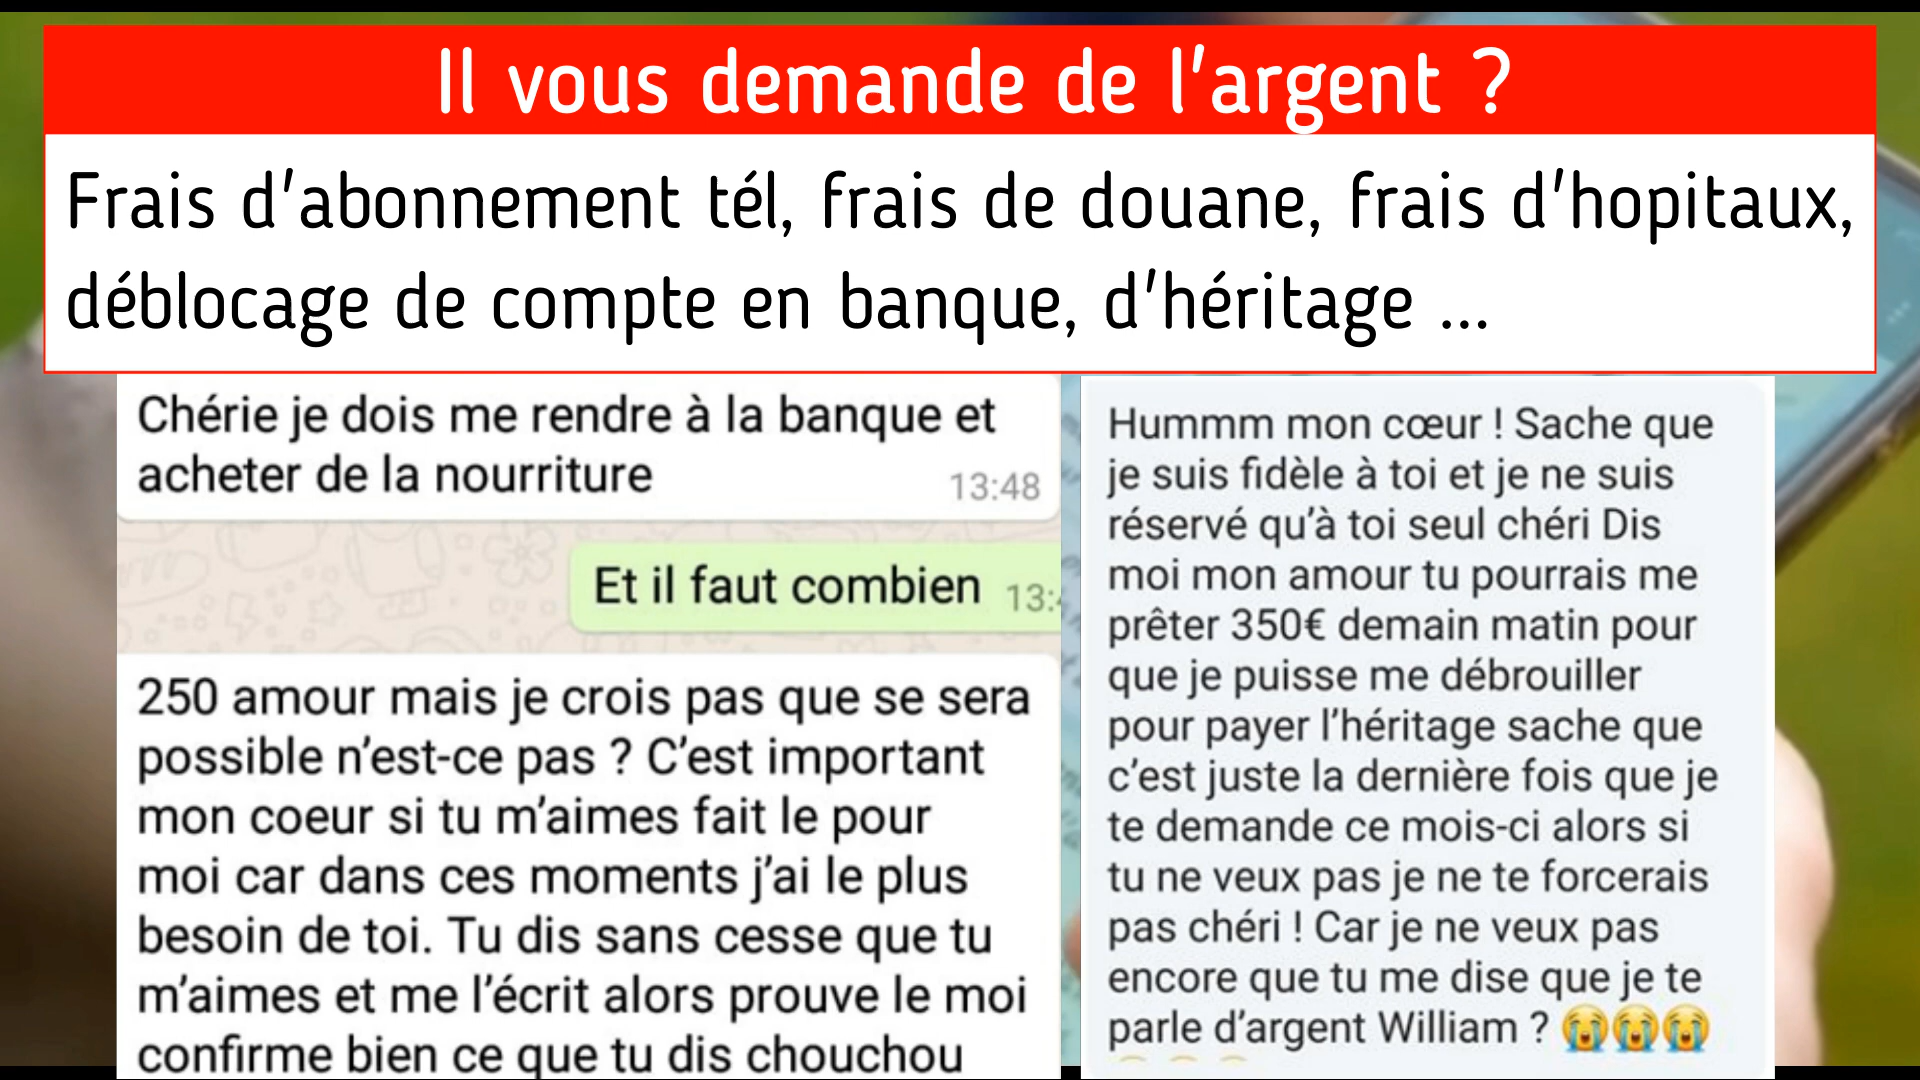 Il vous demande de l'argent ?
Frais d'abonnement tél, frais de douane, frais d'hopitaux,
déblocage de compte en banque, d'héritage ...
Chérie je dois me rendre à la banque et
acheter de la nourriture
13:48
Et il faut combien
250 amour mais je crois pas que se sera
possible n'est-ce pas ? C'est important
mon coeur si tu m'aimes fait le pour
moi car dans ces moments j'ai le plus
besoin de toi. Tu dis sans cesse que tu
m'aimes et me l'écrit alors prouve le moi
confirme bien ce que tu dis chouchou
Hummm mon cœur ! Sache que
je suis fidèle à toi et je ne suis
réservé qu'à toi seul chéri Dis
moi mon amour tu pourrais me
prêter 350€ demain matin pour
que je puisse me débrouiller
pour payer l'héritage sache que
c'est juste la dernière fois que je
te demande ce mois-ci alors si
tu ne veux pas je ne te forcerais
pas chéri ! Car je ne veux pas
encore que tu me dise que je te
parle d'argent William ? 😭😭😭